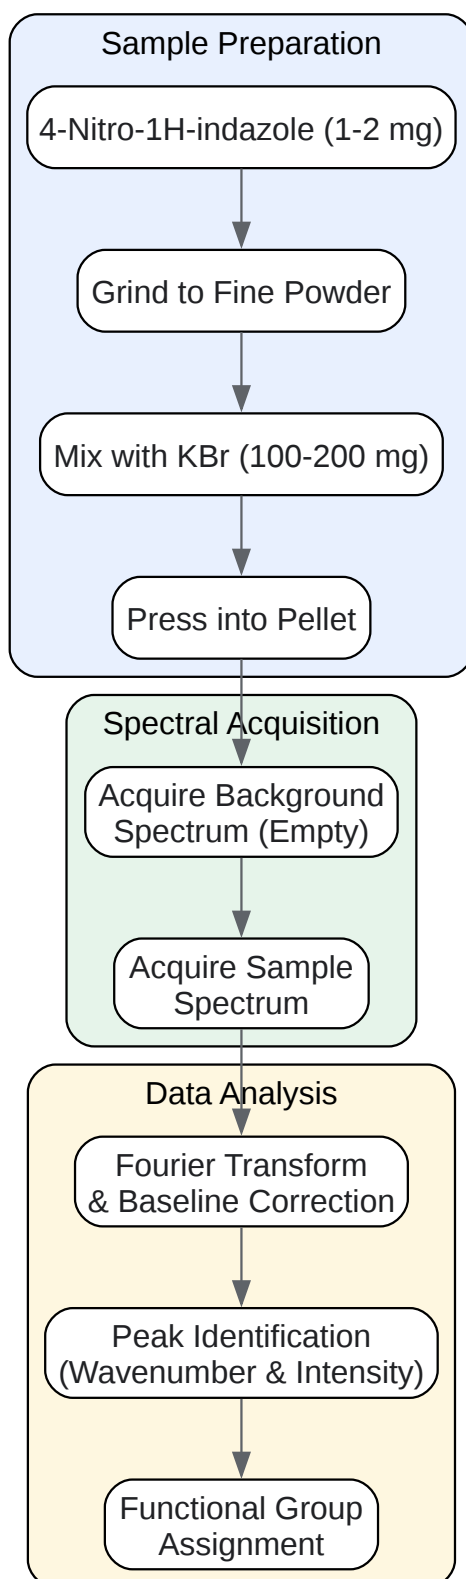 Sample Preparation
4-Nitro-1H-indazole (1-2 mg)
Grind to Fine Powder
Mix with KBr (100-200 mg)
Press into Pellet
Spectral Acquisition
Acquire Background
Spectrum (Empty)
Acquire Sample
Spectrum
Data Analysis
Fourier Transform
& Baseline Correction
Peak Identification
(Wavenumber & Intensity)
Functional Group
Assignment